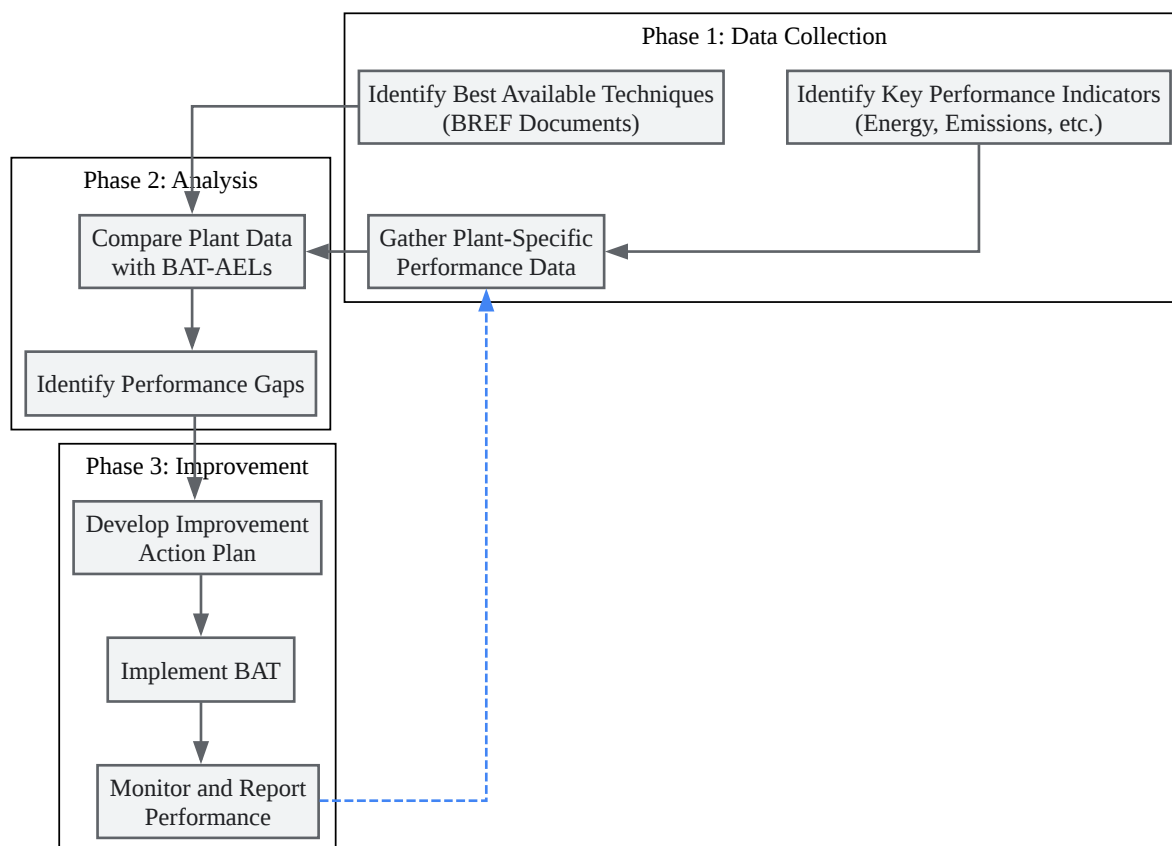 Phase 1: Data Collection
Identify Best Available Techniques
(BREF Documents)
Identify Key Performance Indicators
(Energy, Emissions, etc.)
Gather Plant-Specific
Performance Data
Phase 2: Analysis
Compare Plant Data
with BAT-AELs
Identify Performance Gaps
Phase 3: Improvement
Develop Improvement
Action Plan
Implement BAT
Monitor and Report
Performance